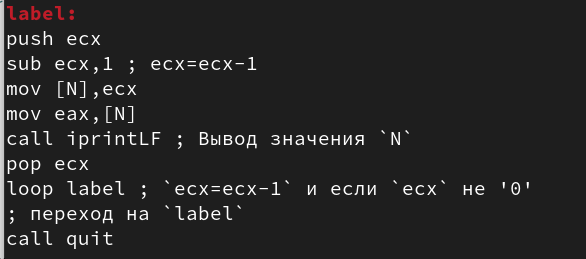 label:
push ecx
sub ecx,1 ; ecx=ecx-1
mov [N],ecx
mov eax,[N]
call iprintLF ; Вывод значения `N`
pop ecx
loop label ; `ecx=ecx-1` и если `ecx` не '0'
; переход на `label`
call quit